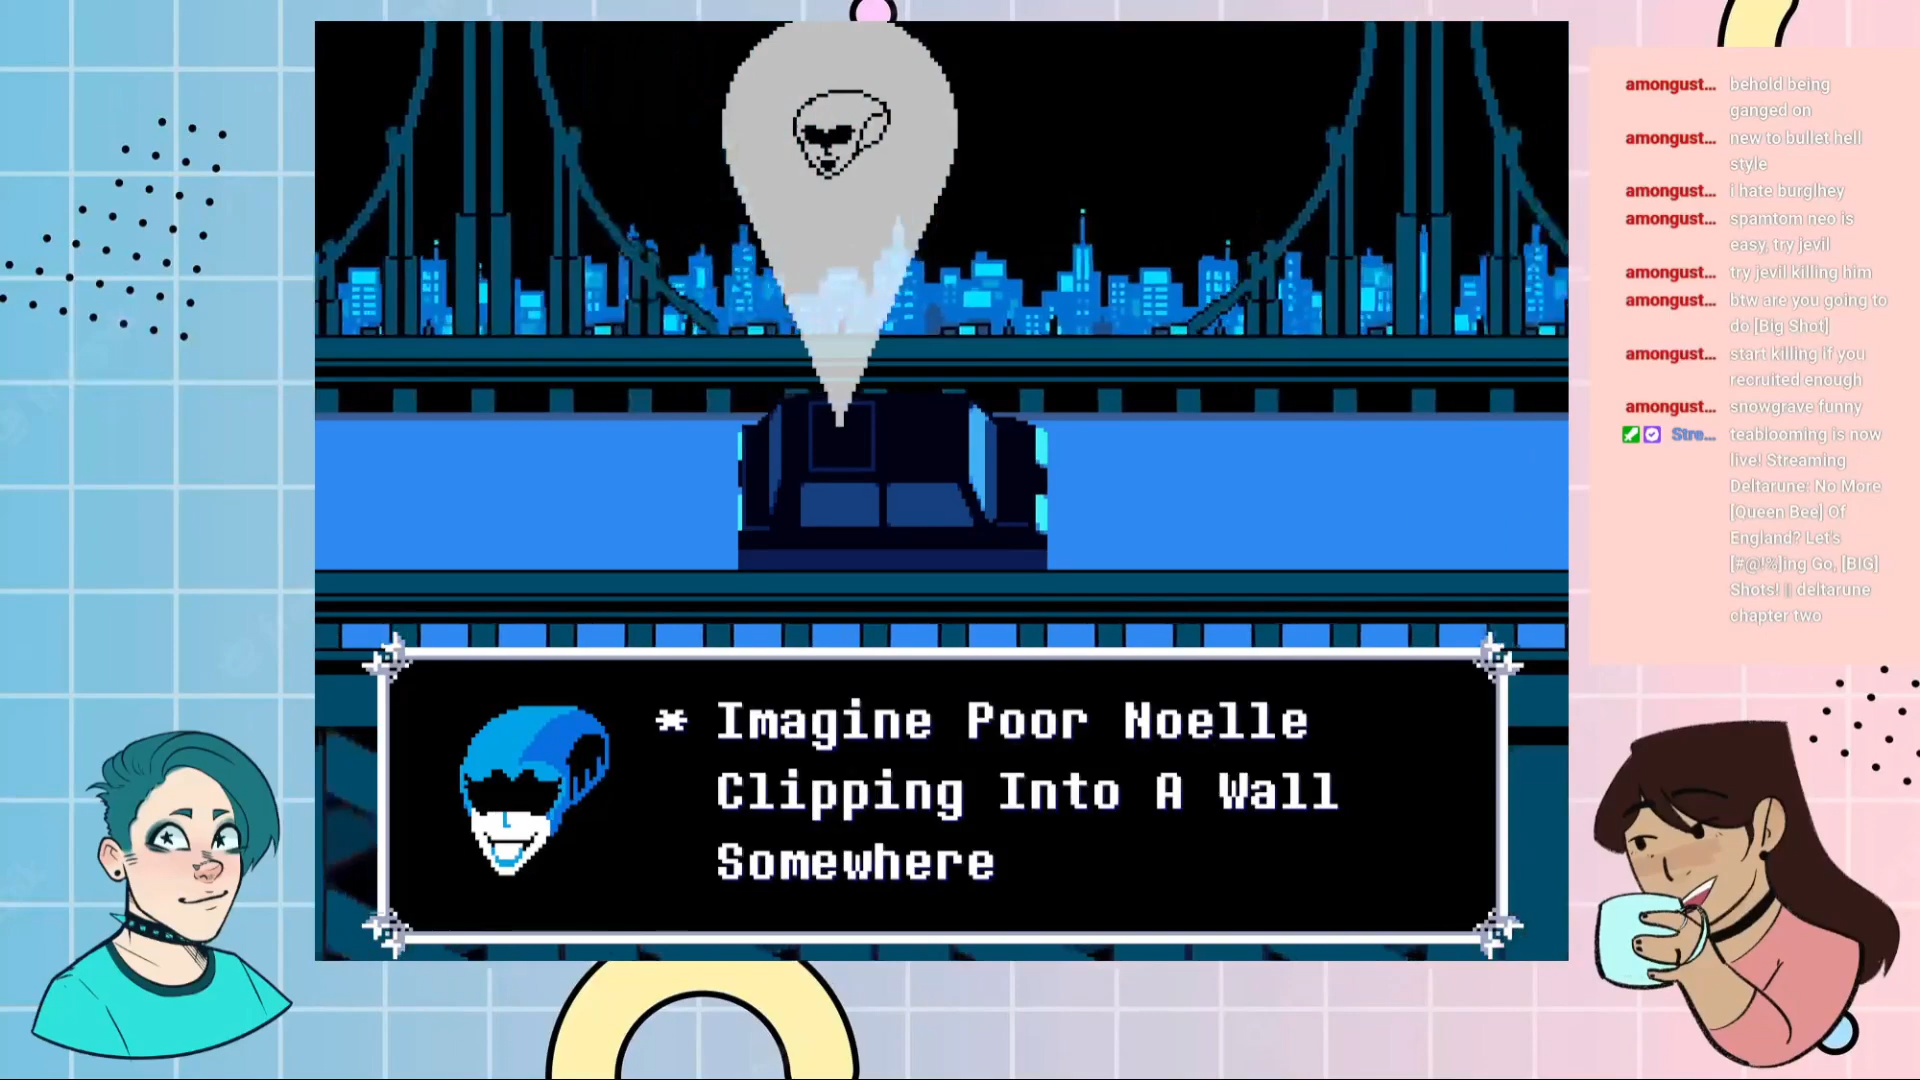 * Imagine Poor Noelle
Clipping Into A Wall
Somewhere
amongust... behold being
ganged on
amongust... new to bullet hell
style
amongust... i hate burglhey
amongust... spamtom neo is
easy, try jevil
amongust... try jevil killing him
amongust... btw are you going to
do [Big Shot]
amongust... start killing if you
recruited enough
amongust... snowgrave funny
Stre... teablooming is now
live! Streaming
Deltarune: No More
[Queen Bee] Of
England? Let's
[#@!%]ing Go, [BIG]
Shots! || deltarune
chapter two